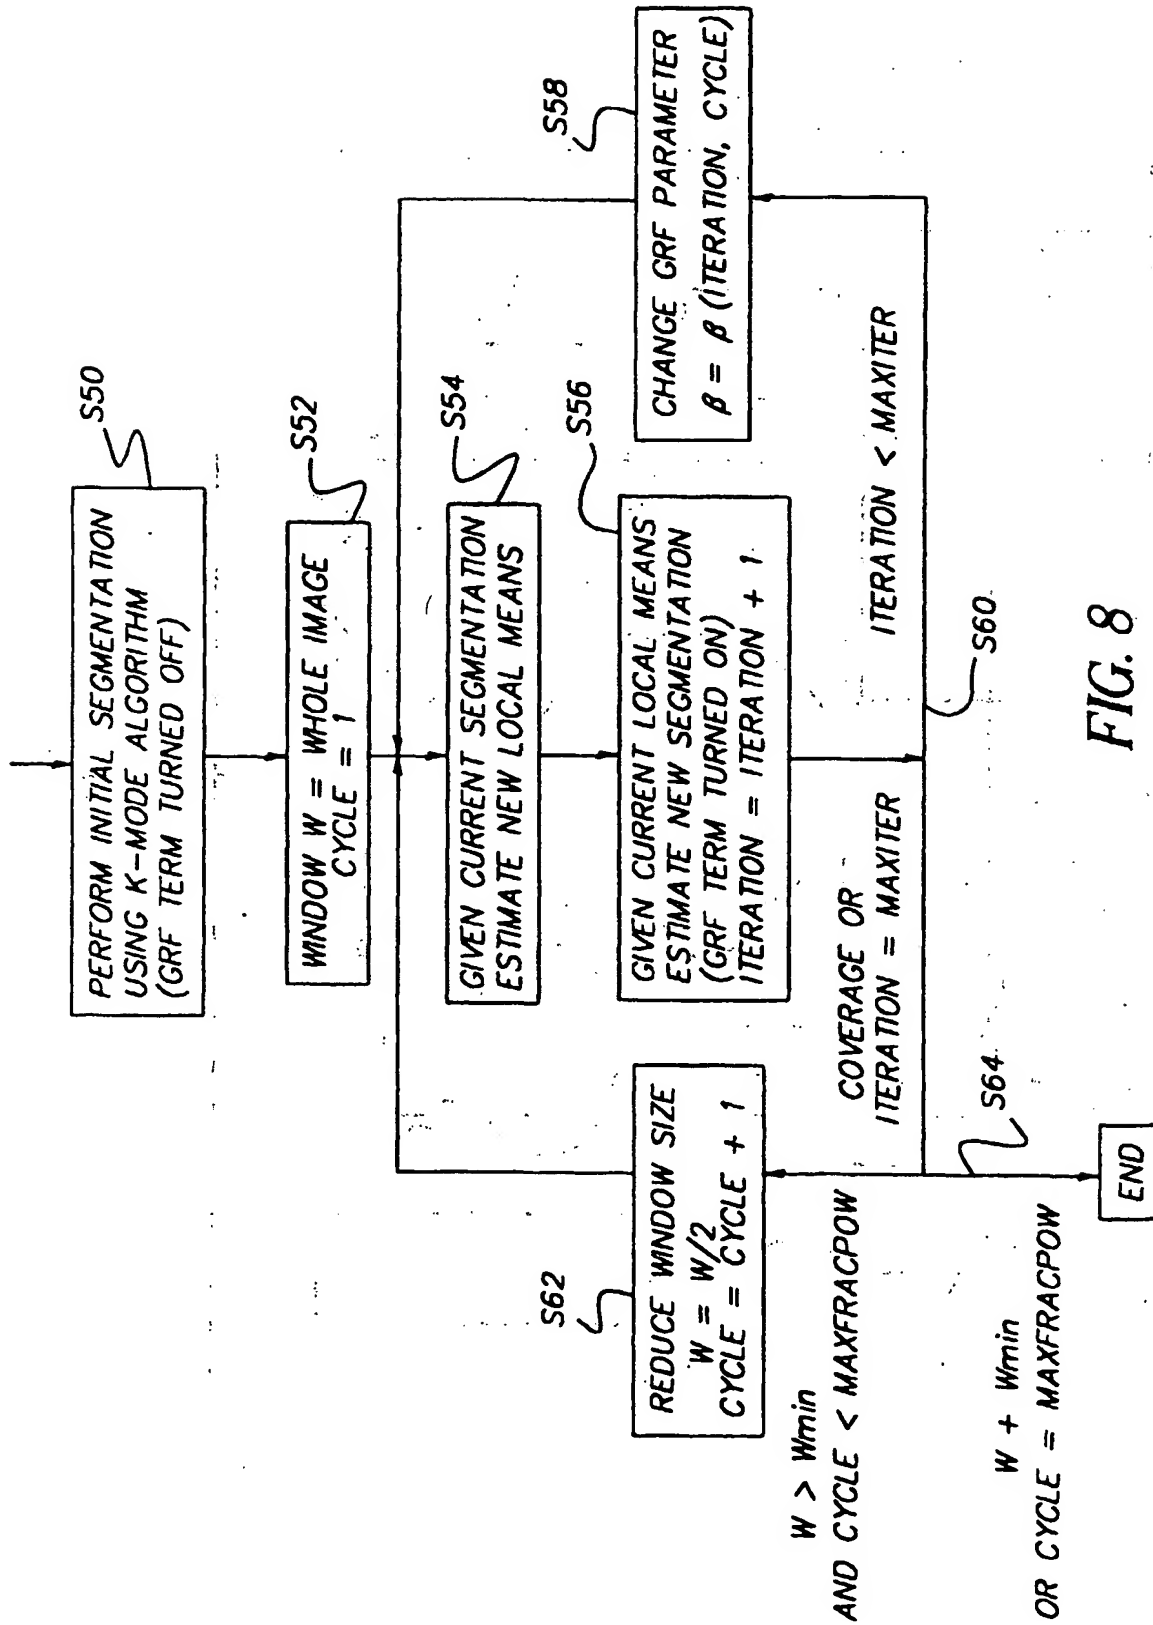 PERFORM INITIAL SEGMENTATION
USING K-MODE ALGORITHM
(GRF TERM TURNED OFF)
S50
WINDOW W = WHOLE IMAGE
CYCLE = 1
S52
GIVEN CURRENT SEGMENTATION
ESTIMATE NEW LOCAL MEANS
S54
GIVEN CURRENT LOCAL MEANS
ESTIMATE NEW SEGMENTATION
(GRF TERM TURNED ON)
ITERATION = ITERATION + 1
S56
CHANGE GRF PARAMETER
β = β (ITERATION, CYCLE)
S58
S62
REDUCE WINDOW SIZE
W = W/2
CYCLE = CYCLE + 1
COVERAGE OR
ITERATION = MAXITER
ITERATION < MAXITER
S60
W > Wmin
AND CYCLE < MAXFRACPOW
S64
W + Wmin
OR CYCLE = MAXFRACPOW
END
FIG. 8